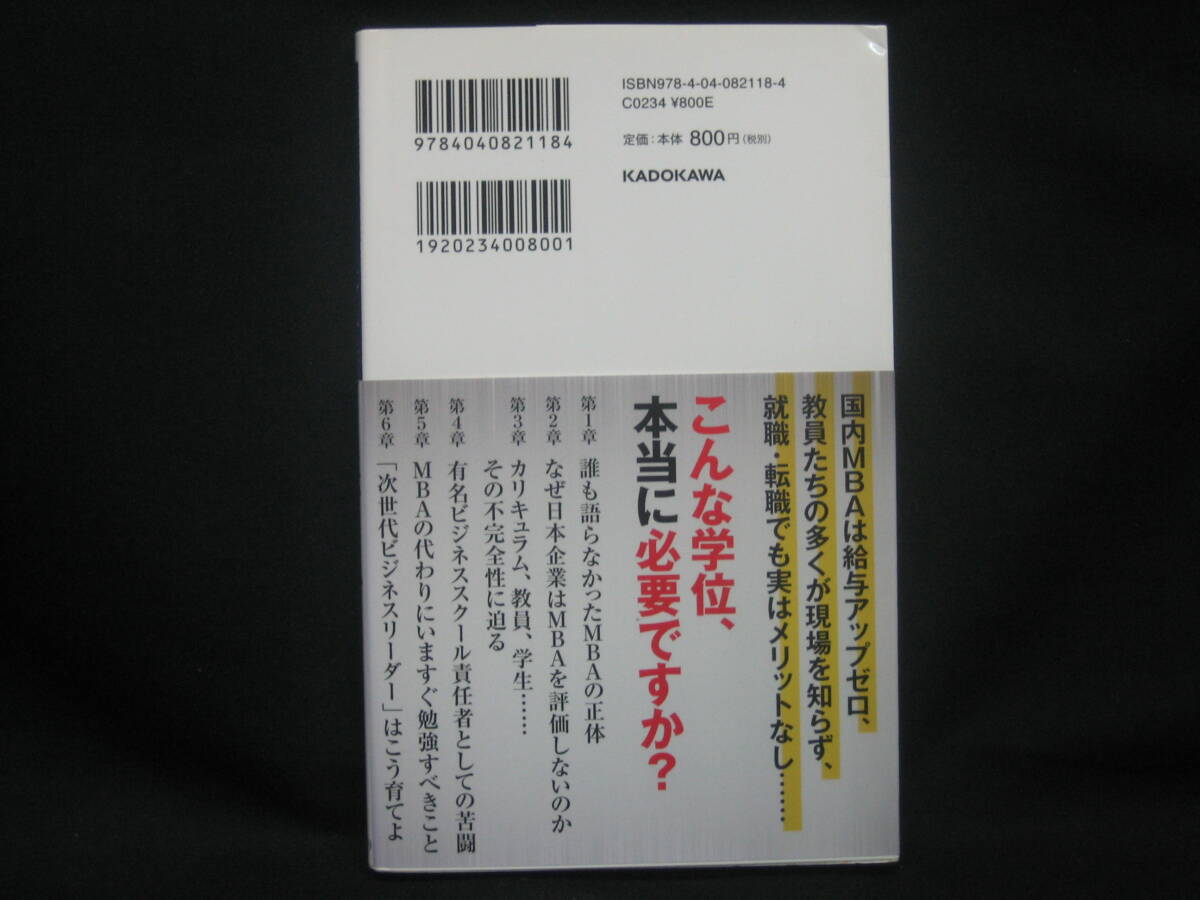 9784040821184
1920234008001
ISBN978-4-04-082118-4
C0234 ¥800E
定価:本体 800円(税別)
KADOKAWA
国内MBAは給与アップゼロ、
教員たちの多くが現場を知らず、
就職・転職でも実はメリットなし……
こんな学位、
本当に必要ですか?
第1章 誰も語らなかったMBAの正体
第2章 なぜ日本企業はMBAを評価しないのか
第3章 カリキュラム、教員、学生……
その不完全性に迫る
第4章 有名ビジネススクール責任者としての苦闘
第5章 MBAの代わりにいますぐ勉強すべきこと
第6章 「次世代ビジネスリーダー」はこう育てよ